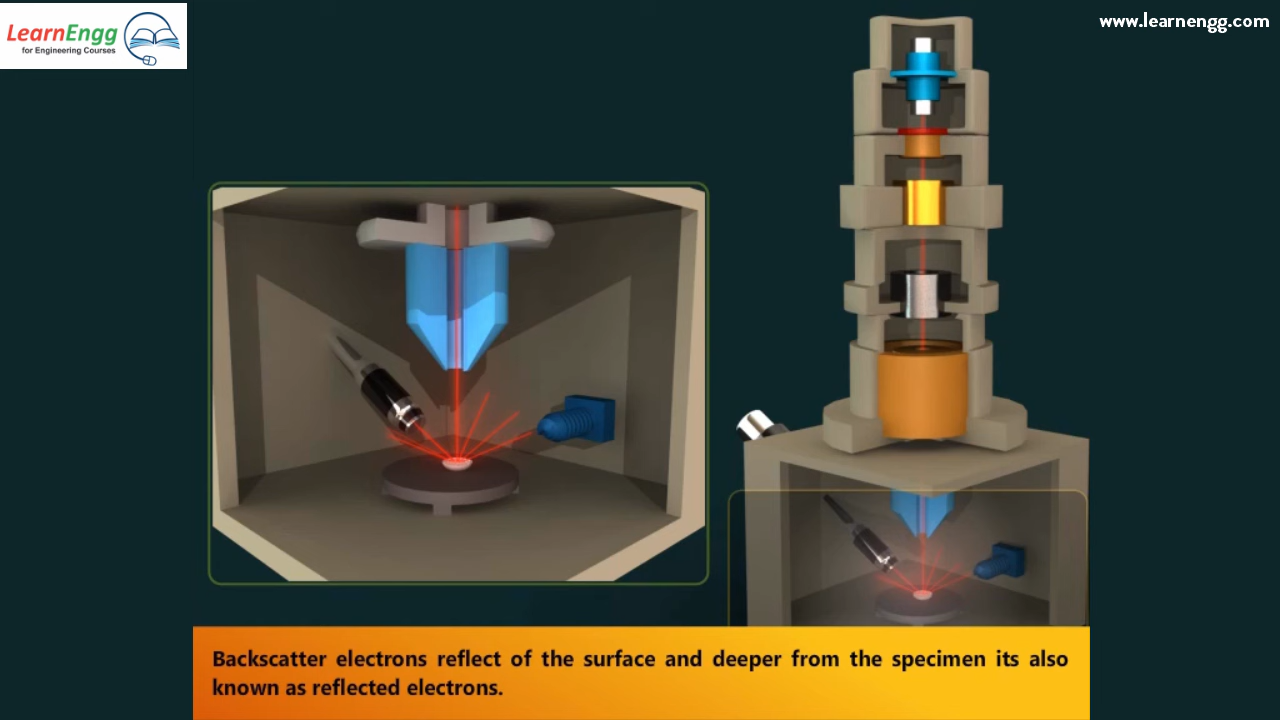 LearnEngg
for Engineering Courses
www.learnengg.com
Backscatter electrons reflect of the surface and deeper from the specimen its also
known as reflected electrons.